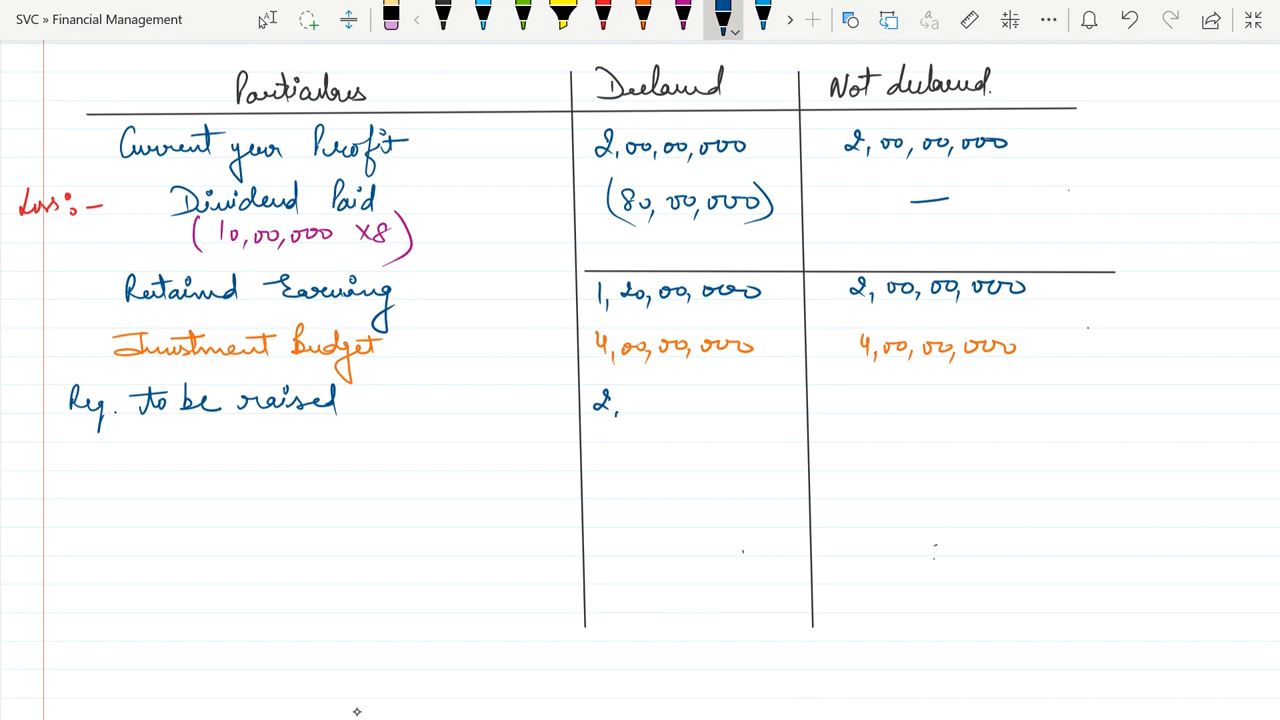 SVC » Financial Management
Particulars Declared Not declared.
Current year Profit 2,00,00,000 2,00,00,000
Less:- Dividend Paid (80,00,000) —
(10,00,000 x8)
Retained Earning 1,20,00,000 2,00,00,000
Investment Budget 4,00,00,000 4,00,00,000
Req. to be raised 2,